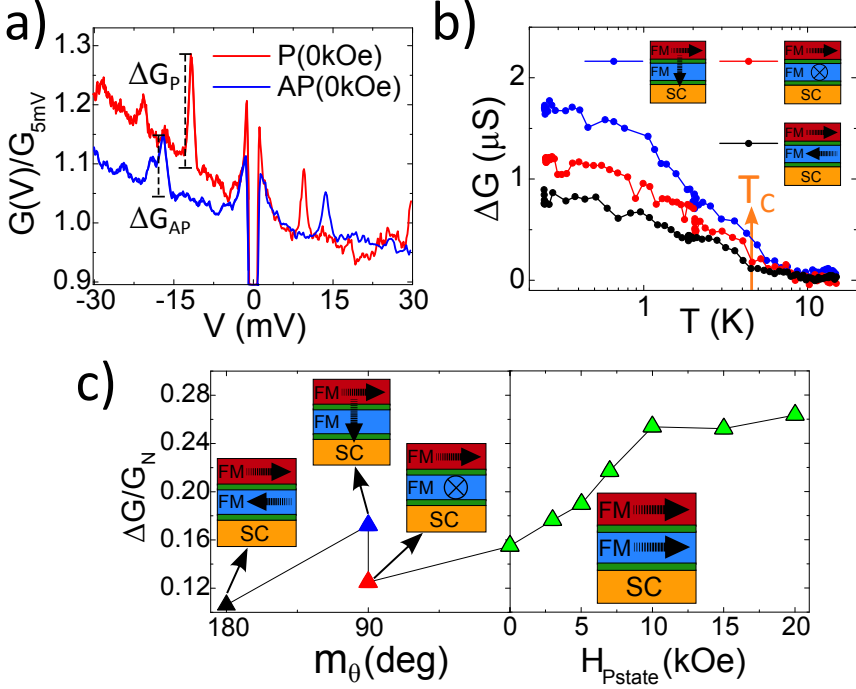 a)
1.3
1.2
1.1
1.0
0.9
G(V)/G5mV
P(0kOe)
AP(0kOe)
ΔGP
ΔGAP
-30 -15 0 15 30
V (mV)
b)
2
1
0
ΔG (μS)
FM
FM
SC
FM
FM
SC
FM
FM
SC
TC
1 10
T (K)
c)
0.28
0.24
0.20
0.16
0.12
ΔG/GN
FM
FM
SC
FM
FM
SC
FM
FM
SC
FM
FM
SC
180 90 0 5 10 15 20
mθ(deg)
HPstate(kOe)